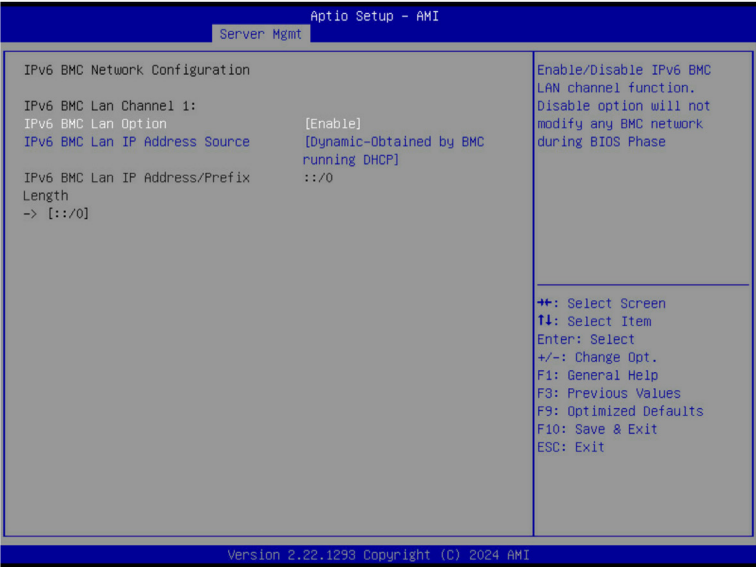 Aptio Setup – AMI
Server Mgmt
IPv6 BMC Network Configuration
IPv6 BMC Lan Channel 1:
IPv6 BMC Lan Option [Enable]
IPv6 BMC Lan IP Address Source [Dynamic-Obtained by BMC
running DHCP]
IPv6 BMC Lan IP Address/Prefix ::/0
Length
-> [::/0]
Enable/Disable IPv6 BMC
LAN channel function.
Disable option will not
modify any BMC network
during BIOS Phase
→←: Select Screen
↑↓: Select Item
Enter: Select
+/-: Change Opt.
F1: General Help
F3: Previous Values
F9: Optimized Defaults
F10: Save & Exit
ESC: Exit
Version 2.22.1293 Copyright (C) 2024 AMI